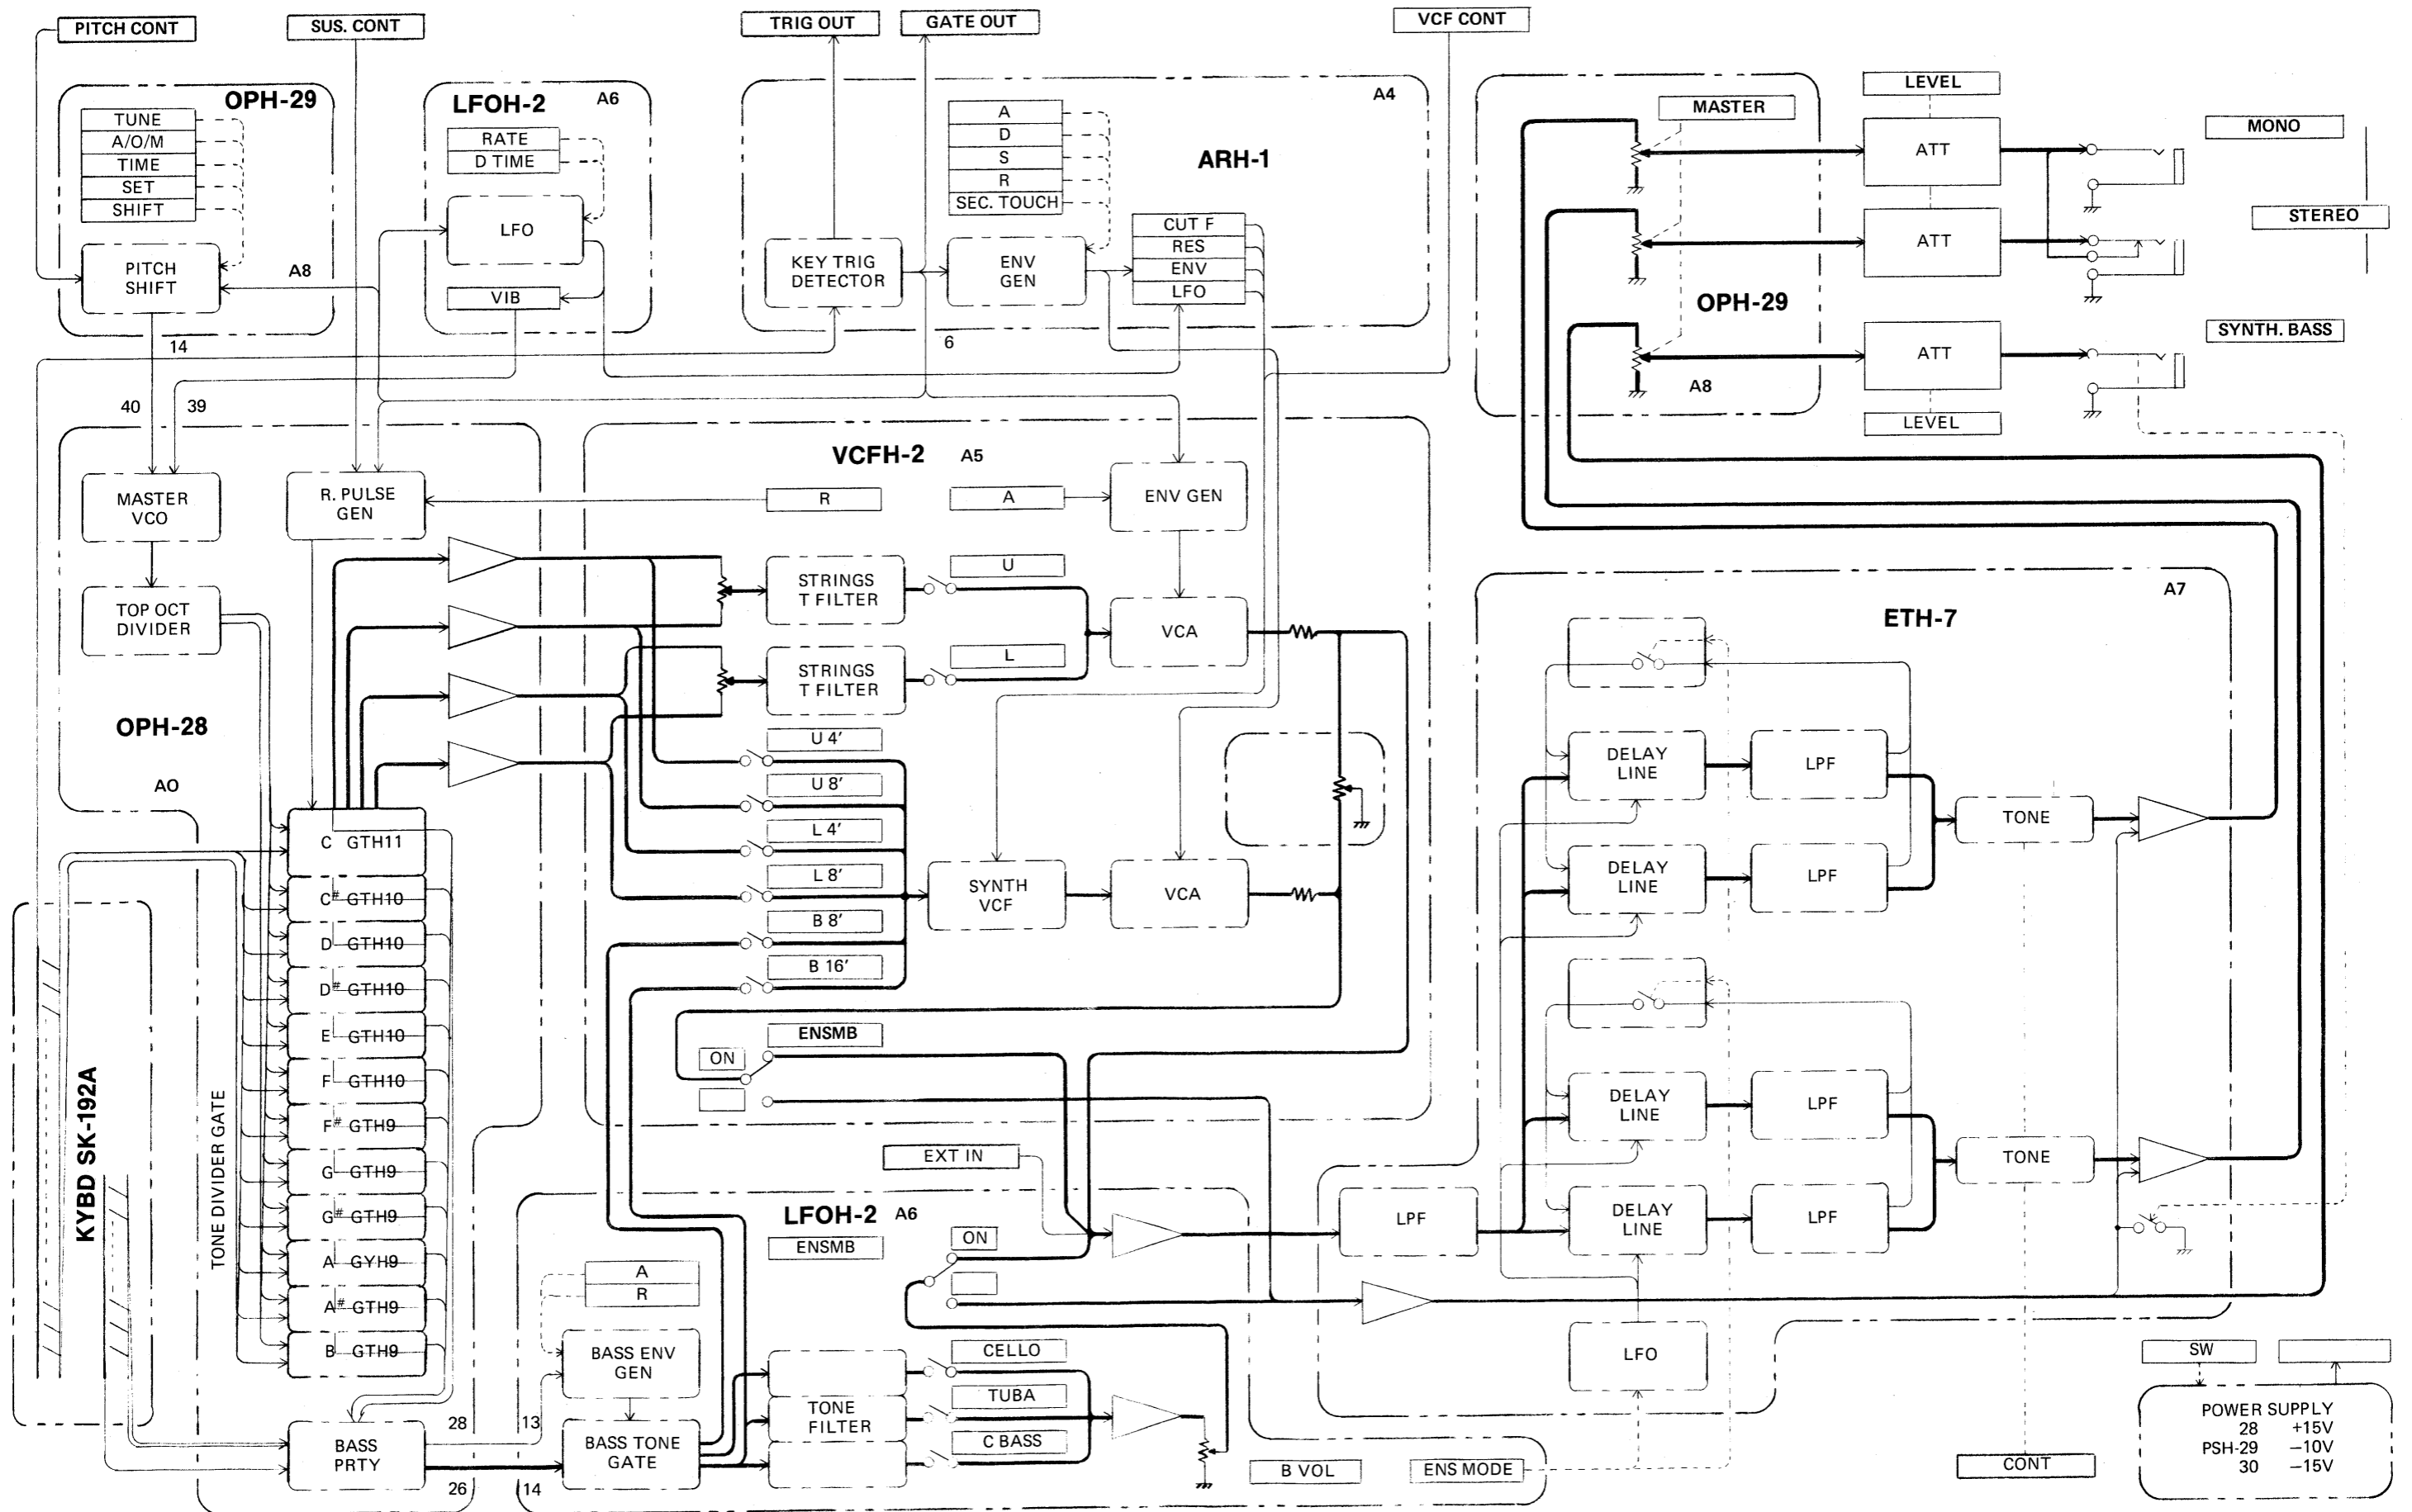 PITCH CONT
SUS. CONT
TRIG OUT
GATE OUT
VCF CONT
OPH-29
TUNE
A/O/M
TIME
SET
SHIFT
PITCH
SHIFT
A8
14
LFOH-2
A6
RATE
D TIME
LFO
VIB
A4
A
D
S
R
SEC. TOUCH
ARH-1
KEY TRIG
DETECTOR
ENV
GEN
CUT F
RES
ENV
LFO
6
MASTER
OPH-29
A8
LEVEL
ATT
ATT
ATT
LEVEL
MONO
STEREO
SYNTH. BASS
40
39
MASTER
VCO
R. PULSE
GEN
TOP OCT
DIVIDER
OPH-28
AO
VCFH-2
A5
R
A
ENV GEN
STRINGS
T FILTER
U
STRINGS
T FILTER
L
VCA
U 4'
U 8'
L 4'
L 8'
B 8'
B 16'
SYNTH
VCF
VCA
ENSMB
ON
KYBD SK-192A
TONE DIVIDER GATE
C GTH11
C# GTH10
D GTH10
D# GTH10
E GTH10
F GTH10
F# GTH9
G GTH9
G# GTH9
A GYH9
A# GTH9
B GTH9
BASS
PRTY
28
26
13
14
EXT IN
LFOH-2
A6
ENSMB
ON
A
R
BASS ENV
GEN
BASS TONE
GATE
TONE
FILTER
CELLO
TUBA
C BASS
B VOL
ENS MODE
A7
ETH-7
DELAY
LINE
LPF
DELAY
LINE
LPF
TONE
DELAY
LINE
LPF
DELAY
LINE
LPF
TONE
LPF
LFO
CONT
SW
POWER SUPPLY
28 +15V
PSH-29 −10V
30 −15V